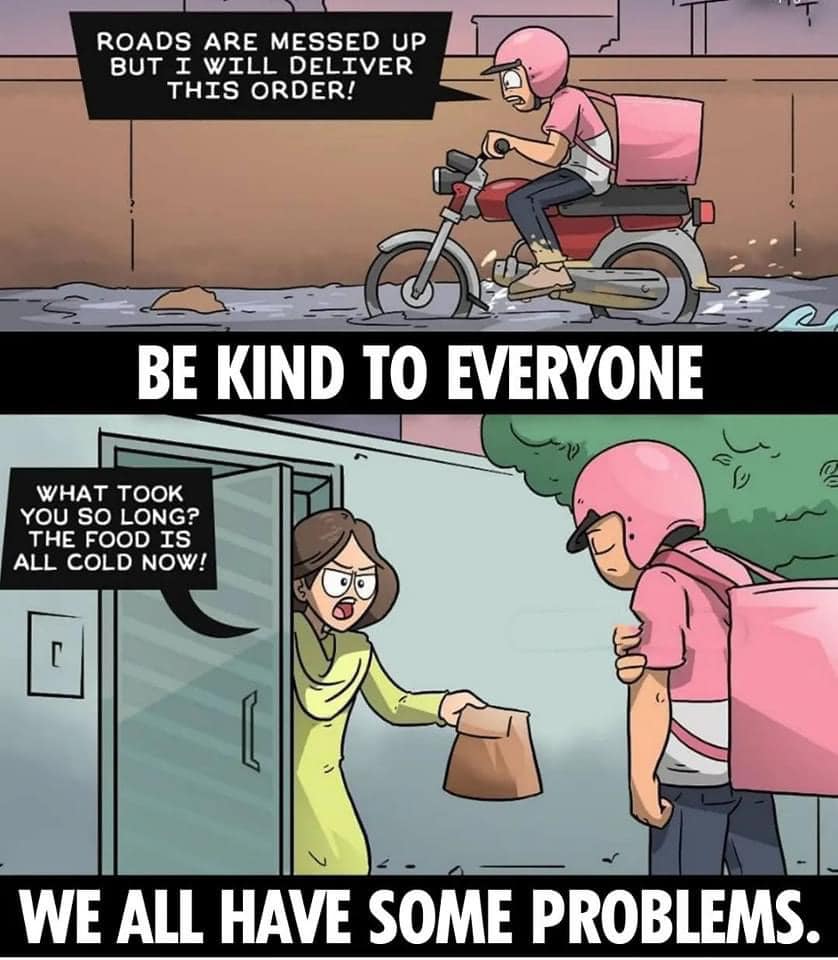 ROADS ARE MESSED UP
BUT I WILL DELIVER
THIS ORDER!
BE KIND TO EVERYONE
WHAT TOOK
YOU SO LONG?
THE FOOD IS
ALL COLD NOW!
WE ALL HAVE SOME PROBLEMS.